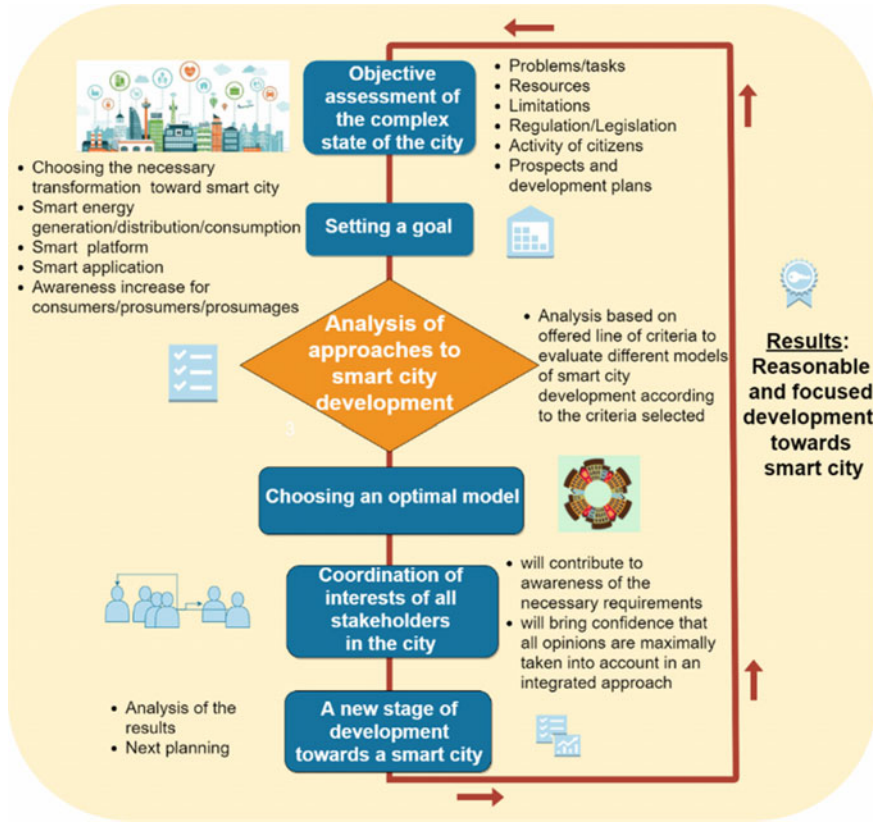 Objective
assessment of
the complex
state of the city
• Problems/tasks
• Resources
• Limitations
• Regulation/Legislation
• Activity of citizens
• Prospects and
development plans
• Choosing the necessary
transformation toward smart city
• Smart energy
generation/distribution/consumption
• Smart platform
• Smart application
• Awareness increase for
consumers/prosumers/prosumages
Setting a goal
Analysis of
approaches to
smart city
development
3
• Analysis based on
offered line of criteria to
evaluate different models
of smart city
development according
to the criteria selected
Results:
Reasonable
and focused
development
towards
smart city
Choosing an optimal model
Coordination of
interests of all
stakeholders
in the city
• will contribute to
awareness of the
necessary requirements
• will bring confidence that
all opinions are maximally
taken into account in an
integrated approach
• Analysis of the
results
• Next planning
A new stage of
development
towards a smart city